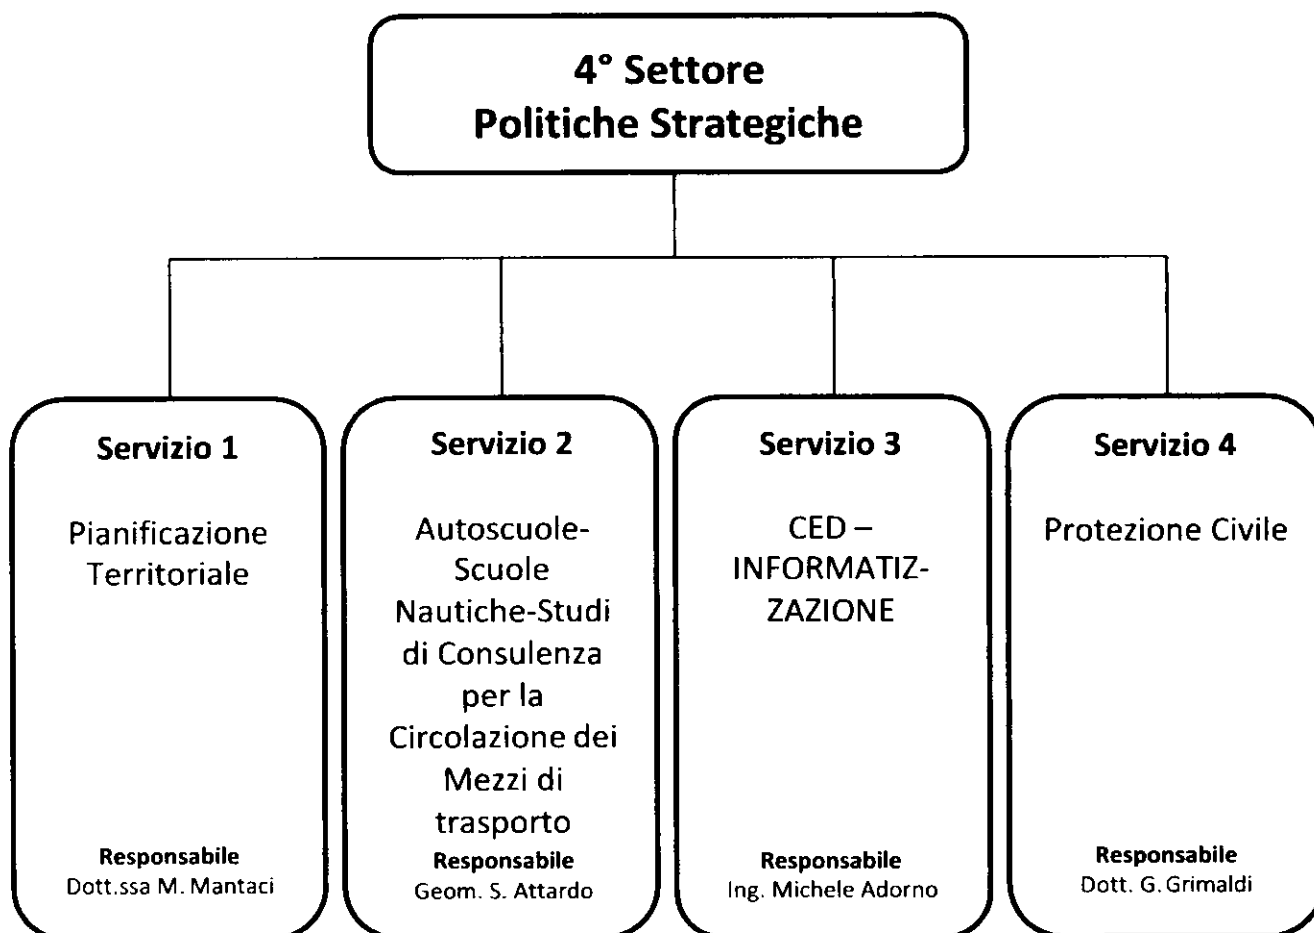 4° Settore
Politiche Strategiche
Servizio 1
Pianificazione
Territoriale
Responsabile
Dott.ssa M. Mantaci
Servizio 2
Autoscuole-
Scuole
Nautiche-Studi
di Consulenza
per la
Circolazione dei
Mezzi di
trasporto
Responsabile
Geom. S. Attardo
Servizio 3
CED –
INFORMATIZ-
ZAZIONE
Responsabile
Ing. Michele Adorno
Servizio 4
Protezione Civile
Responsabile
Dott. G. Grimaldi